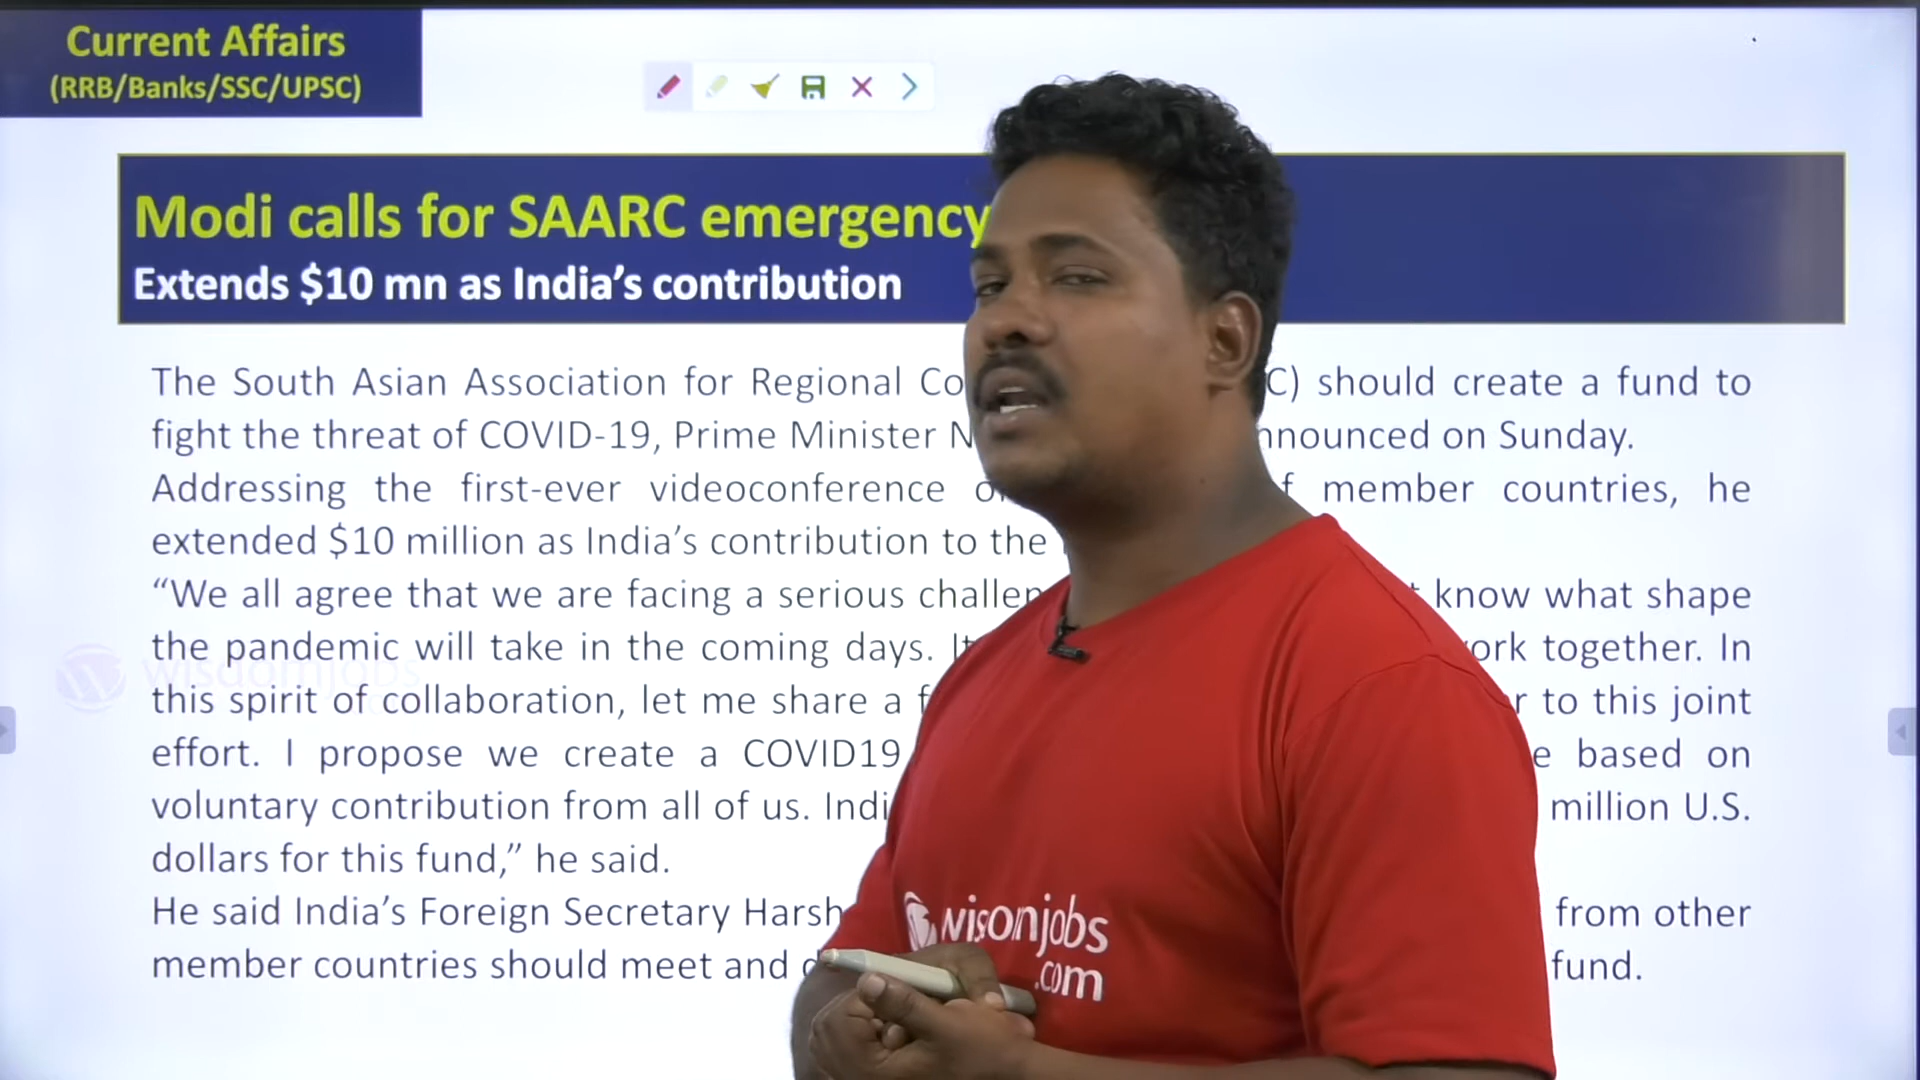 Current Affairs
(RRB/Banks/SSC/UPSC)
Modi calls for SAARC emergency
Extends $10 mn as India’s contribution
The South Asian Association for Regional should create a fund to
fight the threat of COVID-19, Prime Minister on Sunday.
Addressing the first-ever videoconference member countries, he
extended $10 million as India’s contribution to the
“We all agree that we are facing a serious know what shape
the pandemic will take in the coming days. together. In
this spirit of collaboration, let me share a to this joint
effort. I propose we create a COVID19 based on
voluntary contribution from all of us. million U.S.
dollars for this fund,” he said.
He said India’s Foreign Secretary from other
member countries should meet and fund.
wisdomjobs
.com